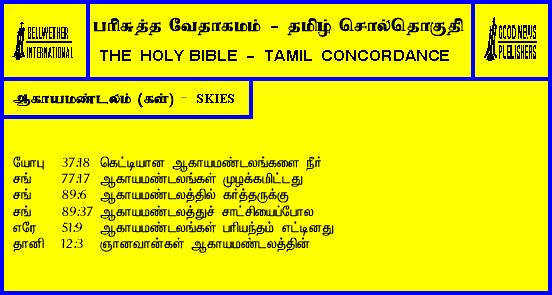 BELLWETHER
INTERNATIONAL
பரிசுத்த வேதாகமம் - தமிழ் சொல்தொகுதி
THE HOLY BIBLE - TAMIL CONCORDANCE
GOOD NEWS
PUBLISHERS
ஆகாயமண்டலம் (கள்) - SKIES
யோபு 37:18 கெட்டியான ஆகாயமண்டலங்களை நீர்
சங் 77:17 ஆகாயமண்டலங்கள் முழக்கமிட்டது
சங் 89:6 ஆகாயமண்டலத்தில் கர்த்தருக்கு
சங் 89:37 ஆகாயமண்டலத்துச் சாட்சியைப்போல
எரே 51:9 ஆகாயமண்டலங்கள் பரியந்தம் எட்டினது
தானி 12:3 ஞானவான்கள் ஆகாயமண்டலத்தின்